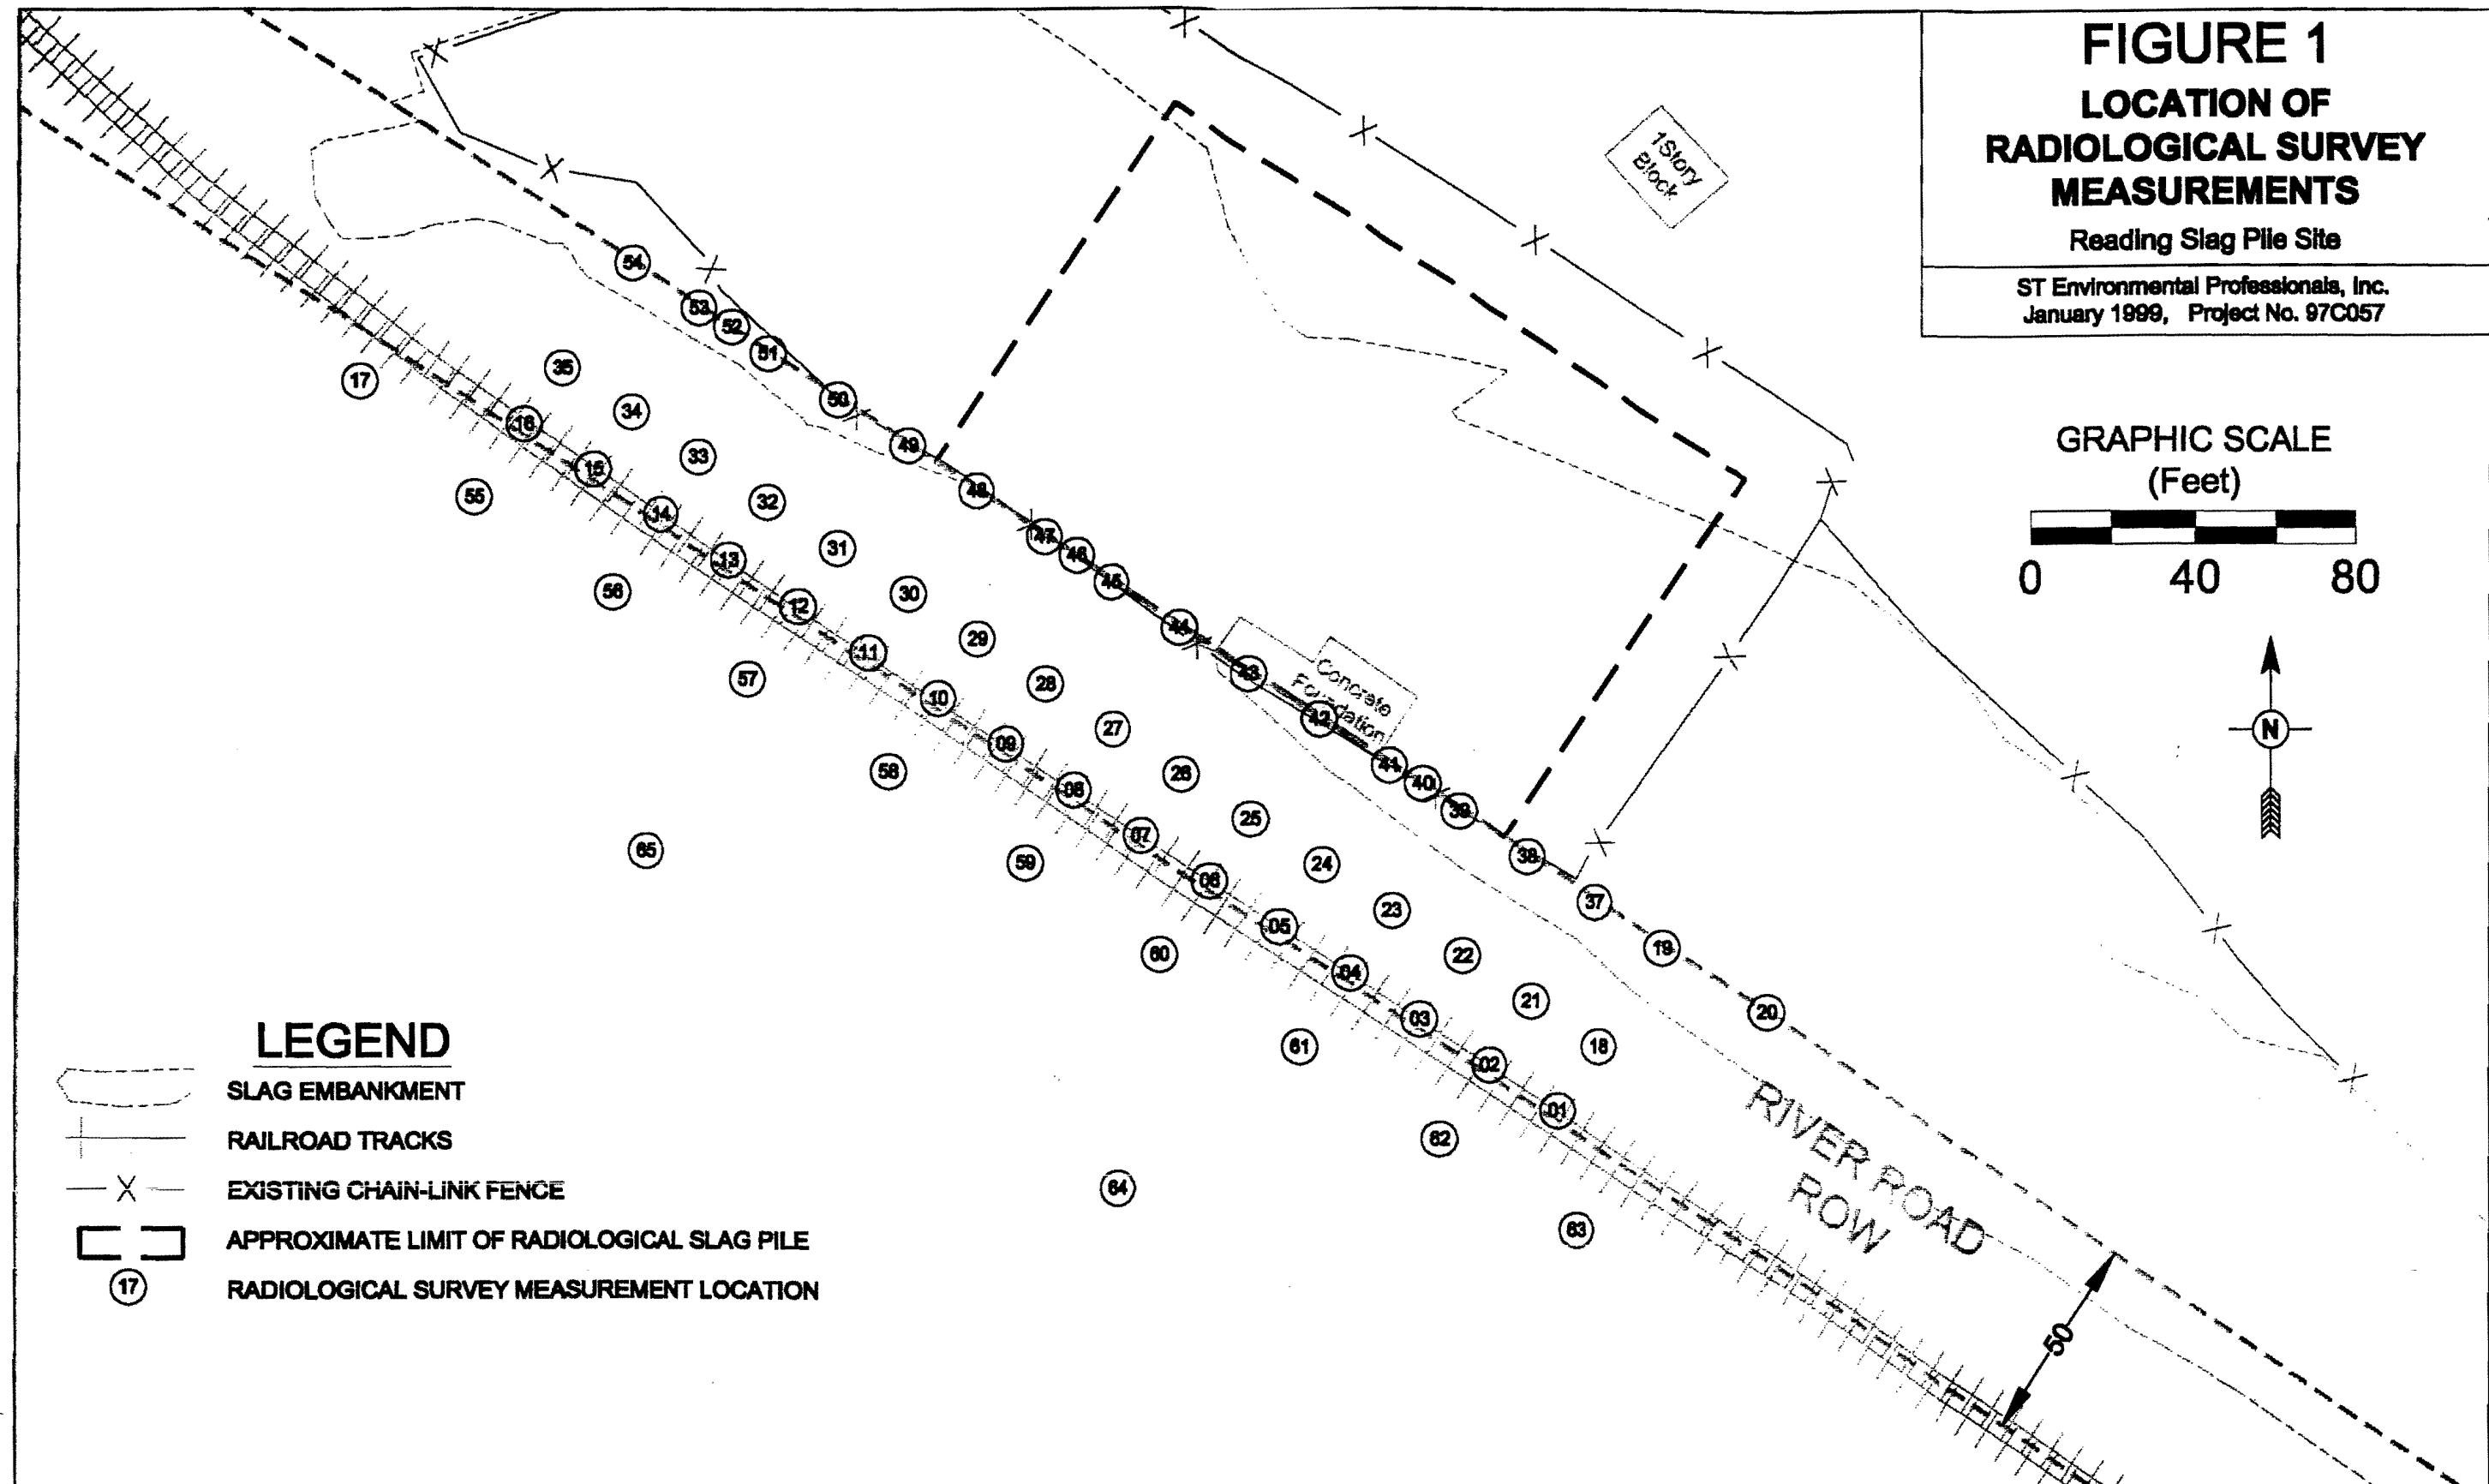 FIGURE 1
LOCATION OF
RADIOLOGICAL SURVEY
MEASUREMENTS
Reading Slag Pile Site
ST Environmental Professionals, Inc.
January 1999, Project No. 97C057
1 Story
Block
GRAPHIC SCALE
(Feet)
0 40 80
N
54
53
52
51
50
49
48
47
46
45
44
43
42
41
40
39
38
37
19
20
Concrete
Foundation
35
34
33
32
31
30
29
28
27
26
25
24
23
22
21
18
17
16
15
14
13
12
11
10
09
08
07
06
05
04
03
02
01
55
56
57
58
59
60
61
62
63
65
64
RIVER ROAD
ROW
50
LEGEND
SLAG EMBANKMENT
RAILROAD TRACKS
X EXISTING CHAIN-LINK FENCE
APPROXIMATE LIMIT OF RADIOLOGICAL SLAG PILE
17 RADIOLOGICAL SURVEY MEASUREMENT LOCATION